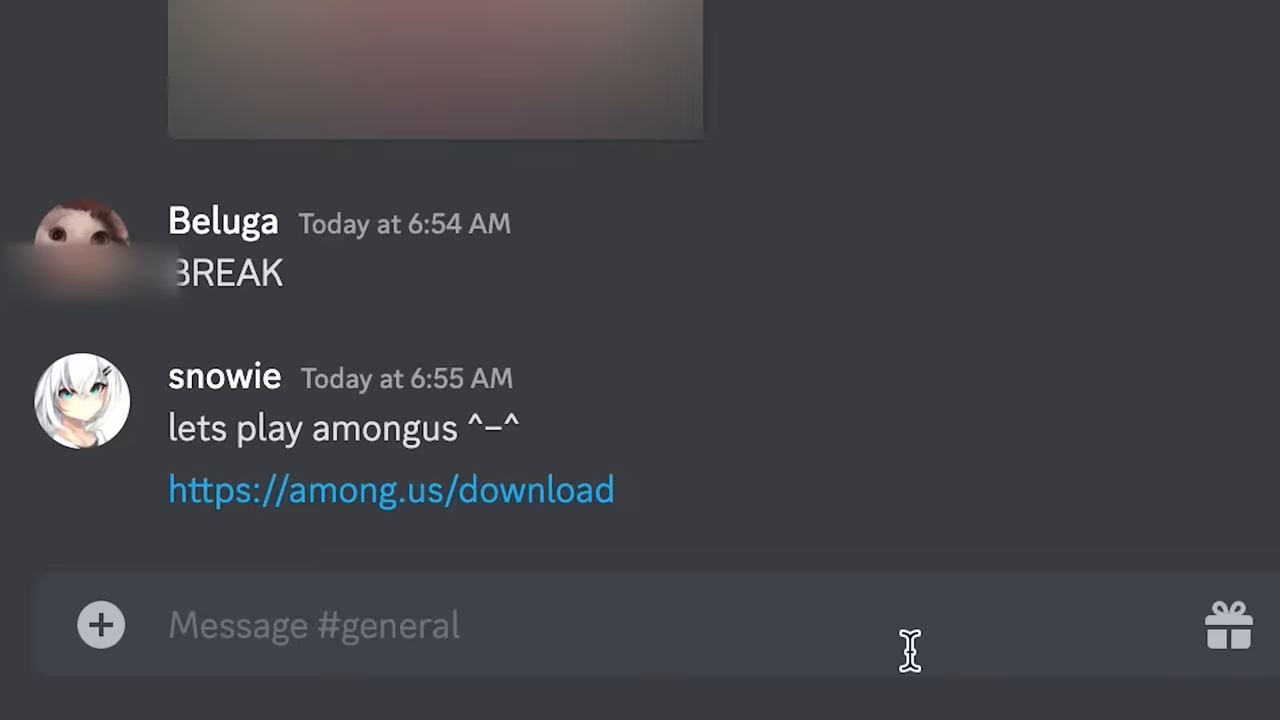 Beluga Today at 6:54 AM
BREAK
snowie Today at 6:55 AM
lets play amongus ^–^
https://among.us/download
Message #general